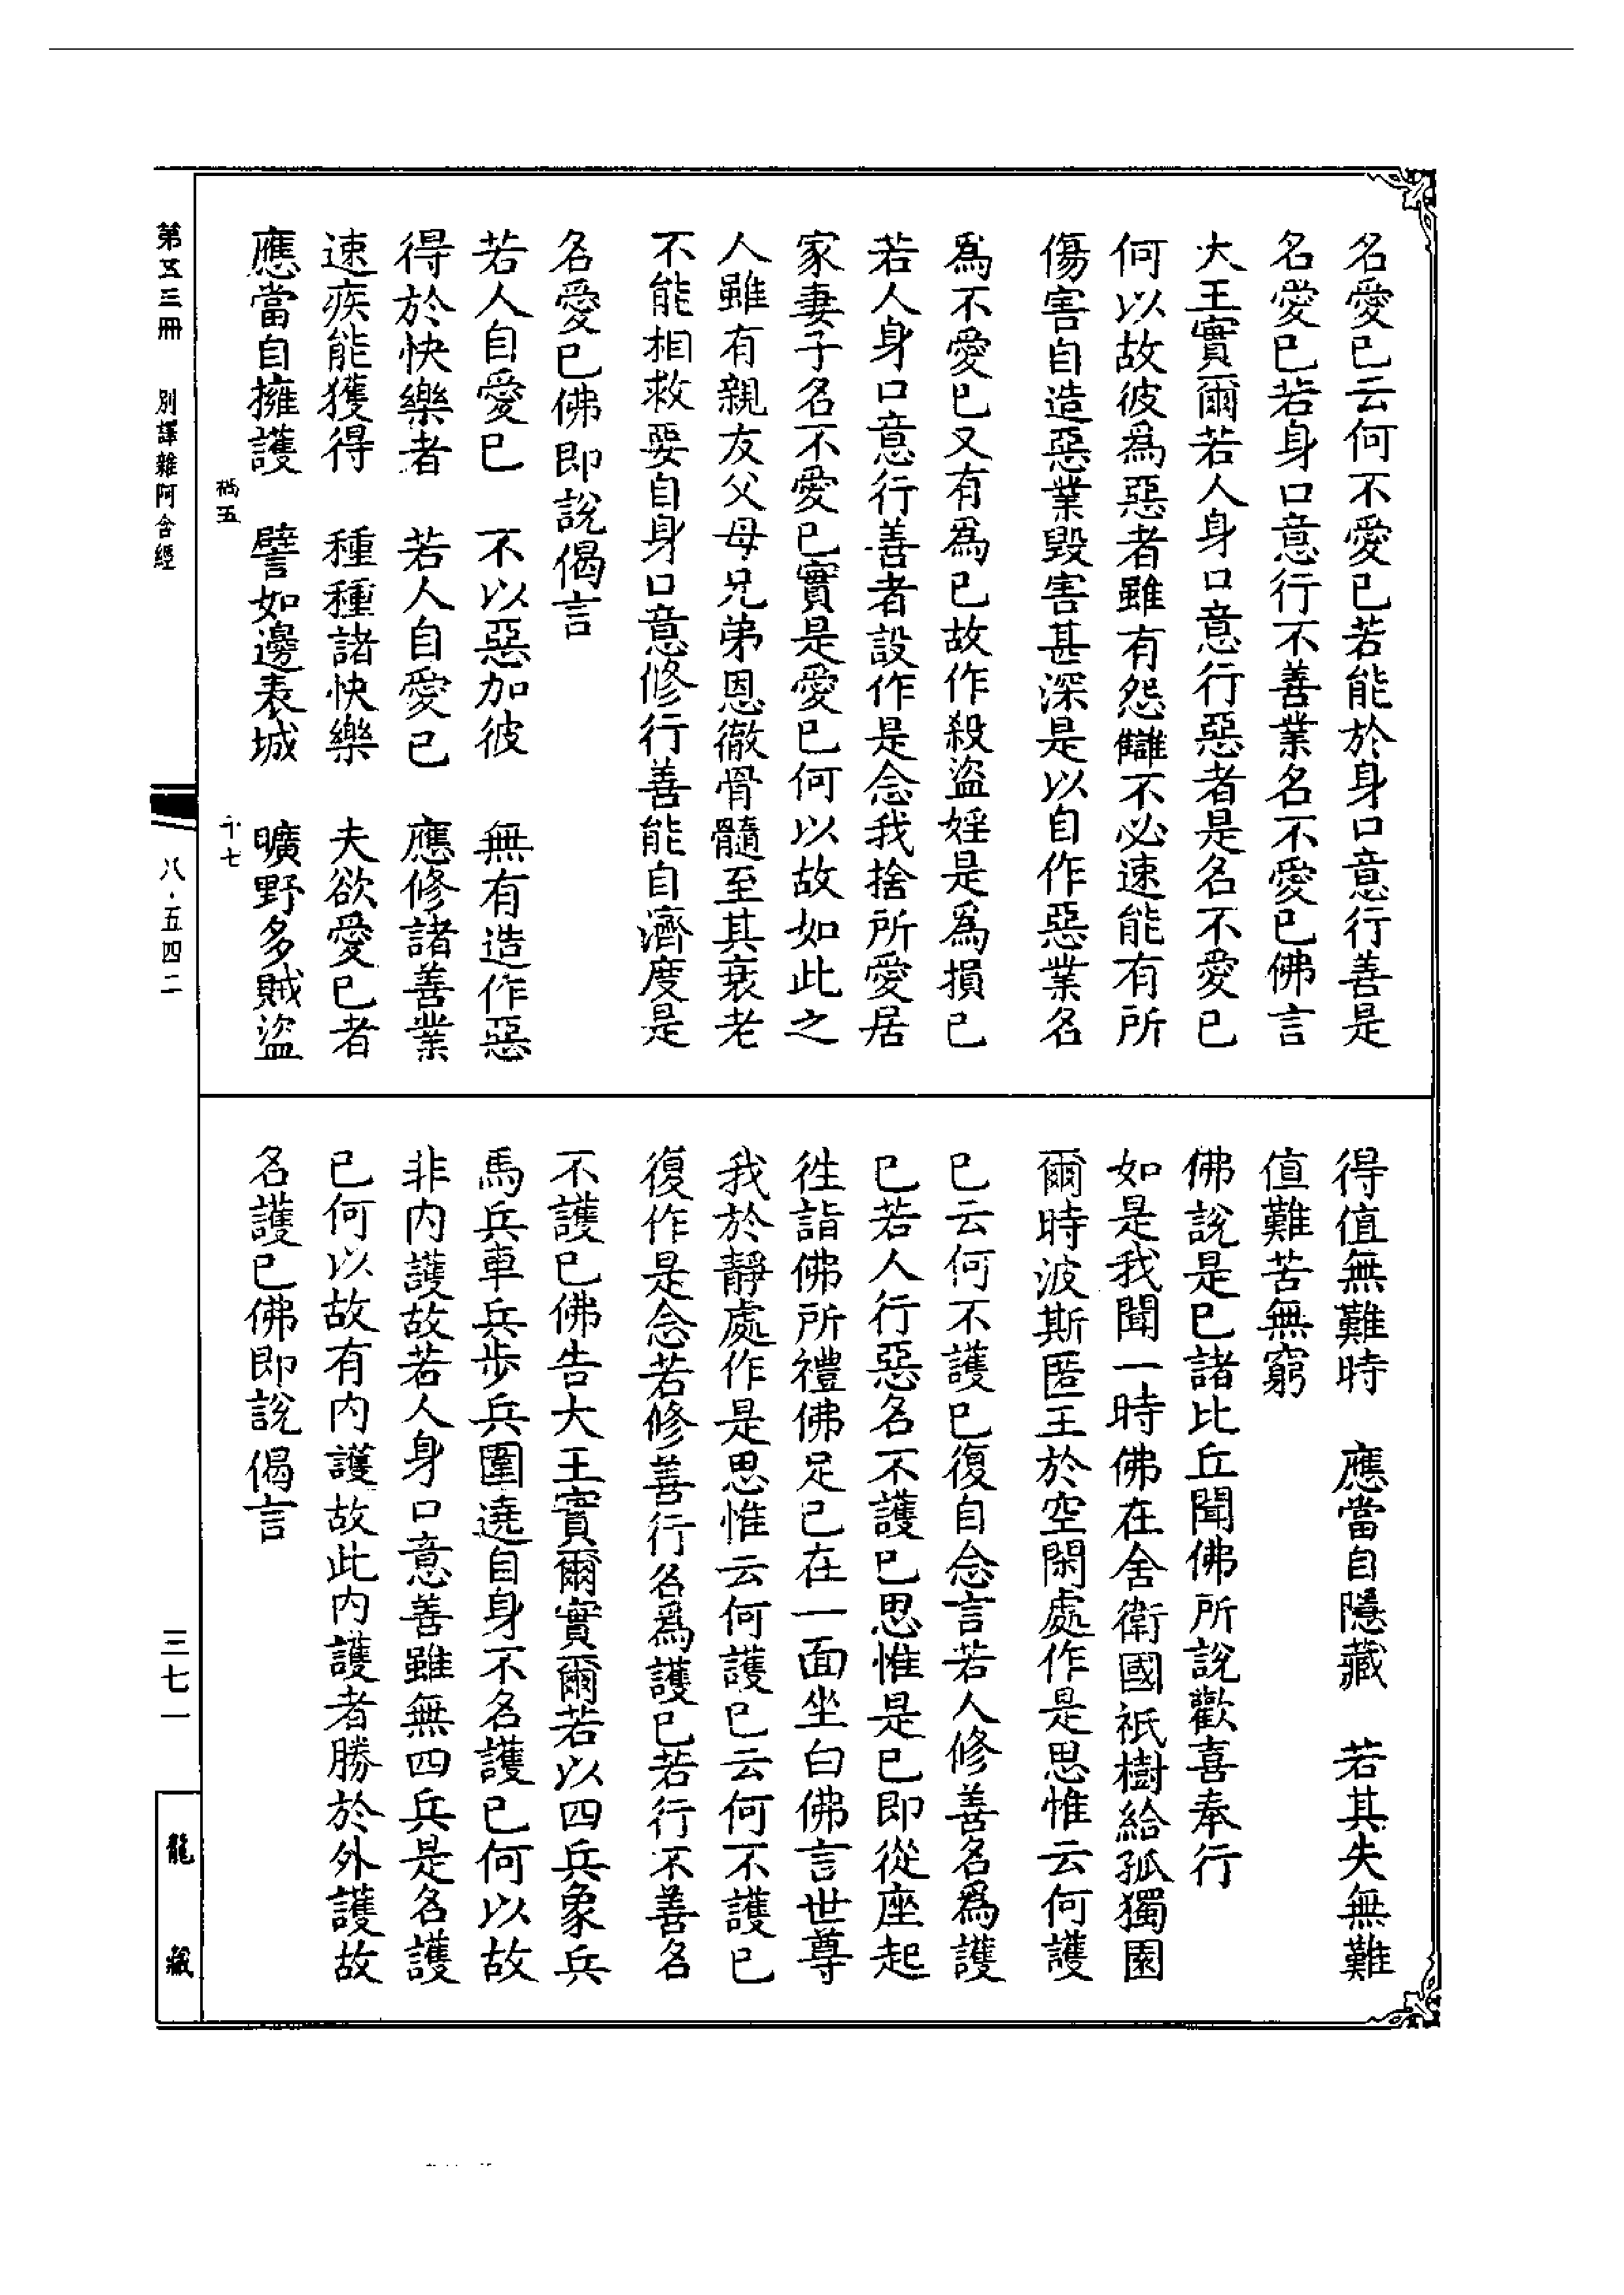 名愛已云何不愛已若能於身口意行善是
名愛已若身口意行不善業名不愛已佛言
大王實爾若人身口意行惡者是名不愛已
何以故彼爲惡者雖有怨讎不必速能有所
傷害自造惡業毀害甚深是以自作惡業名
爲不愛已又有爲已故作殺盜婬是爲損已
若人身口意行善者設作是念我捨所愛居
家妻子名不愛已實是愛已何以故如此之
人雖有親友父母兄弟恩徹骨髓至其衰老
不能相救要自身口意修行善能自濟度是
名愛已佛即說偈言
若人自愛已　不以惡加彼　無有造作惡
得於快樂者　若人自愛已　應修諸善業
速疾能獲得　種種諸快樂　夫欲愛已者
應當自擁護　譬如邊表城　曠野多賊盜
得值無難時　應當自隱藏　若其失無難
值難苦無窮
佛說是已諸比丘聞佛所說歡喜奉行
如是我聞一時佛在舍衛國祇樹給孤獨園
爾時波斯匿王於空閑處作是思惟云何護
已云何不護已復自念言若人修善名爲護
已若人行惡名不護已思惟是已即從座起
徃詣佛所禮佛足已在一面坐白佛言世尊
我於靜處作是思惟云何護已云何不護已
復作是念若修善行名爲護已若行不善名
不護已佛告大王實爾實爾若以四兵象兵
馬兵車兵步兵圍遶自身不名護已何以故
非内護故若人身口意善雖無四兵是名護
已何以故有内護故此内護者勝於外護故
名護已佛即說偈言
第五三冊　別譯雜阿含經
八・五四二
三七一
龍藏
五
十七